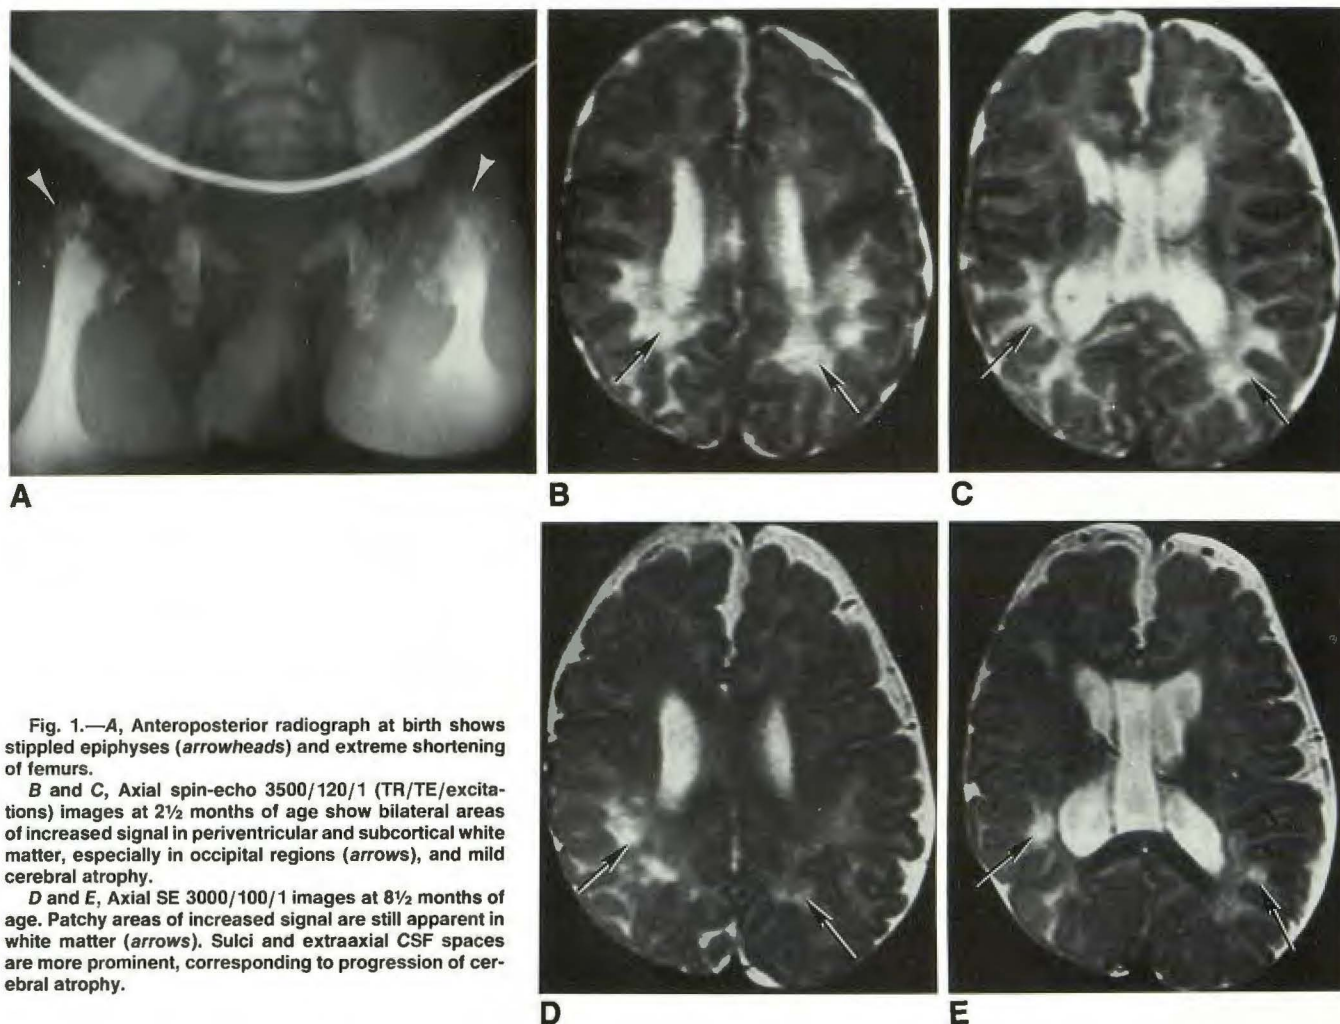 A
B
C
Fig. 1.—A, Anteroposterior radiograph at birth shows
stippled epiphyses (arrowheads) and extreme shortening
of femurs.
B and C, Axial spin-echo 3500/120/1 (TR/TE/excita-
tions) images at 2½ months of age show bilateral areas
of increased signal in periventricular and subcortical white
matter, especially in occipital regions (arrows), and mild
cerebral atrophy.
D and E, Axial SE 3000/100/1 images at 8½ months of
age. Patchy areas of increased signal are still apparent in
white matter (arrows). Sulci and extraaxial CSF spaces
are more prominent, corresponding to progression of cer-
ebral atrophy.
D
E